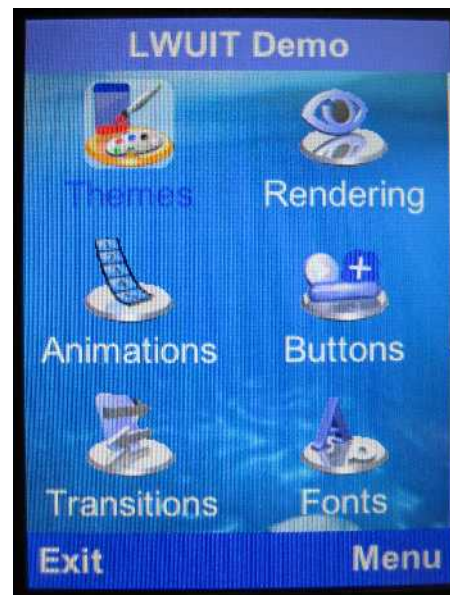 LWUIT Demo
Themes Rendering
Animations Buttons
Transitions Fonts
Exit Menu